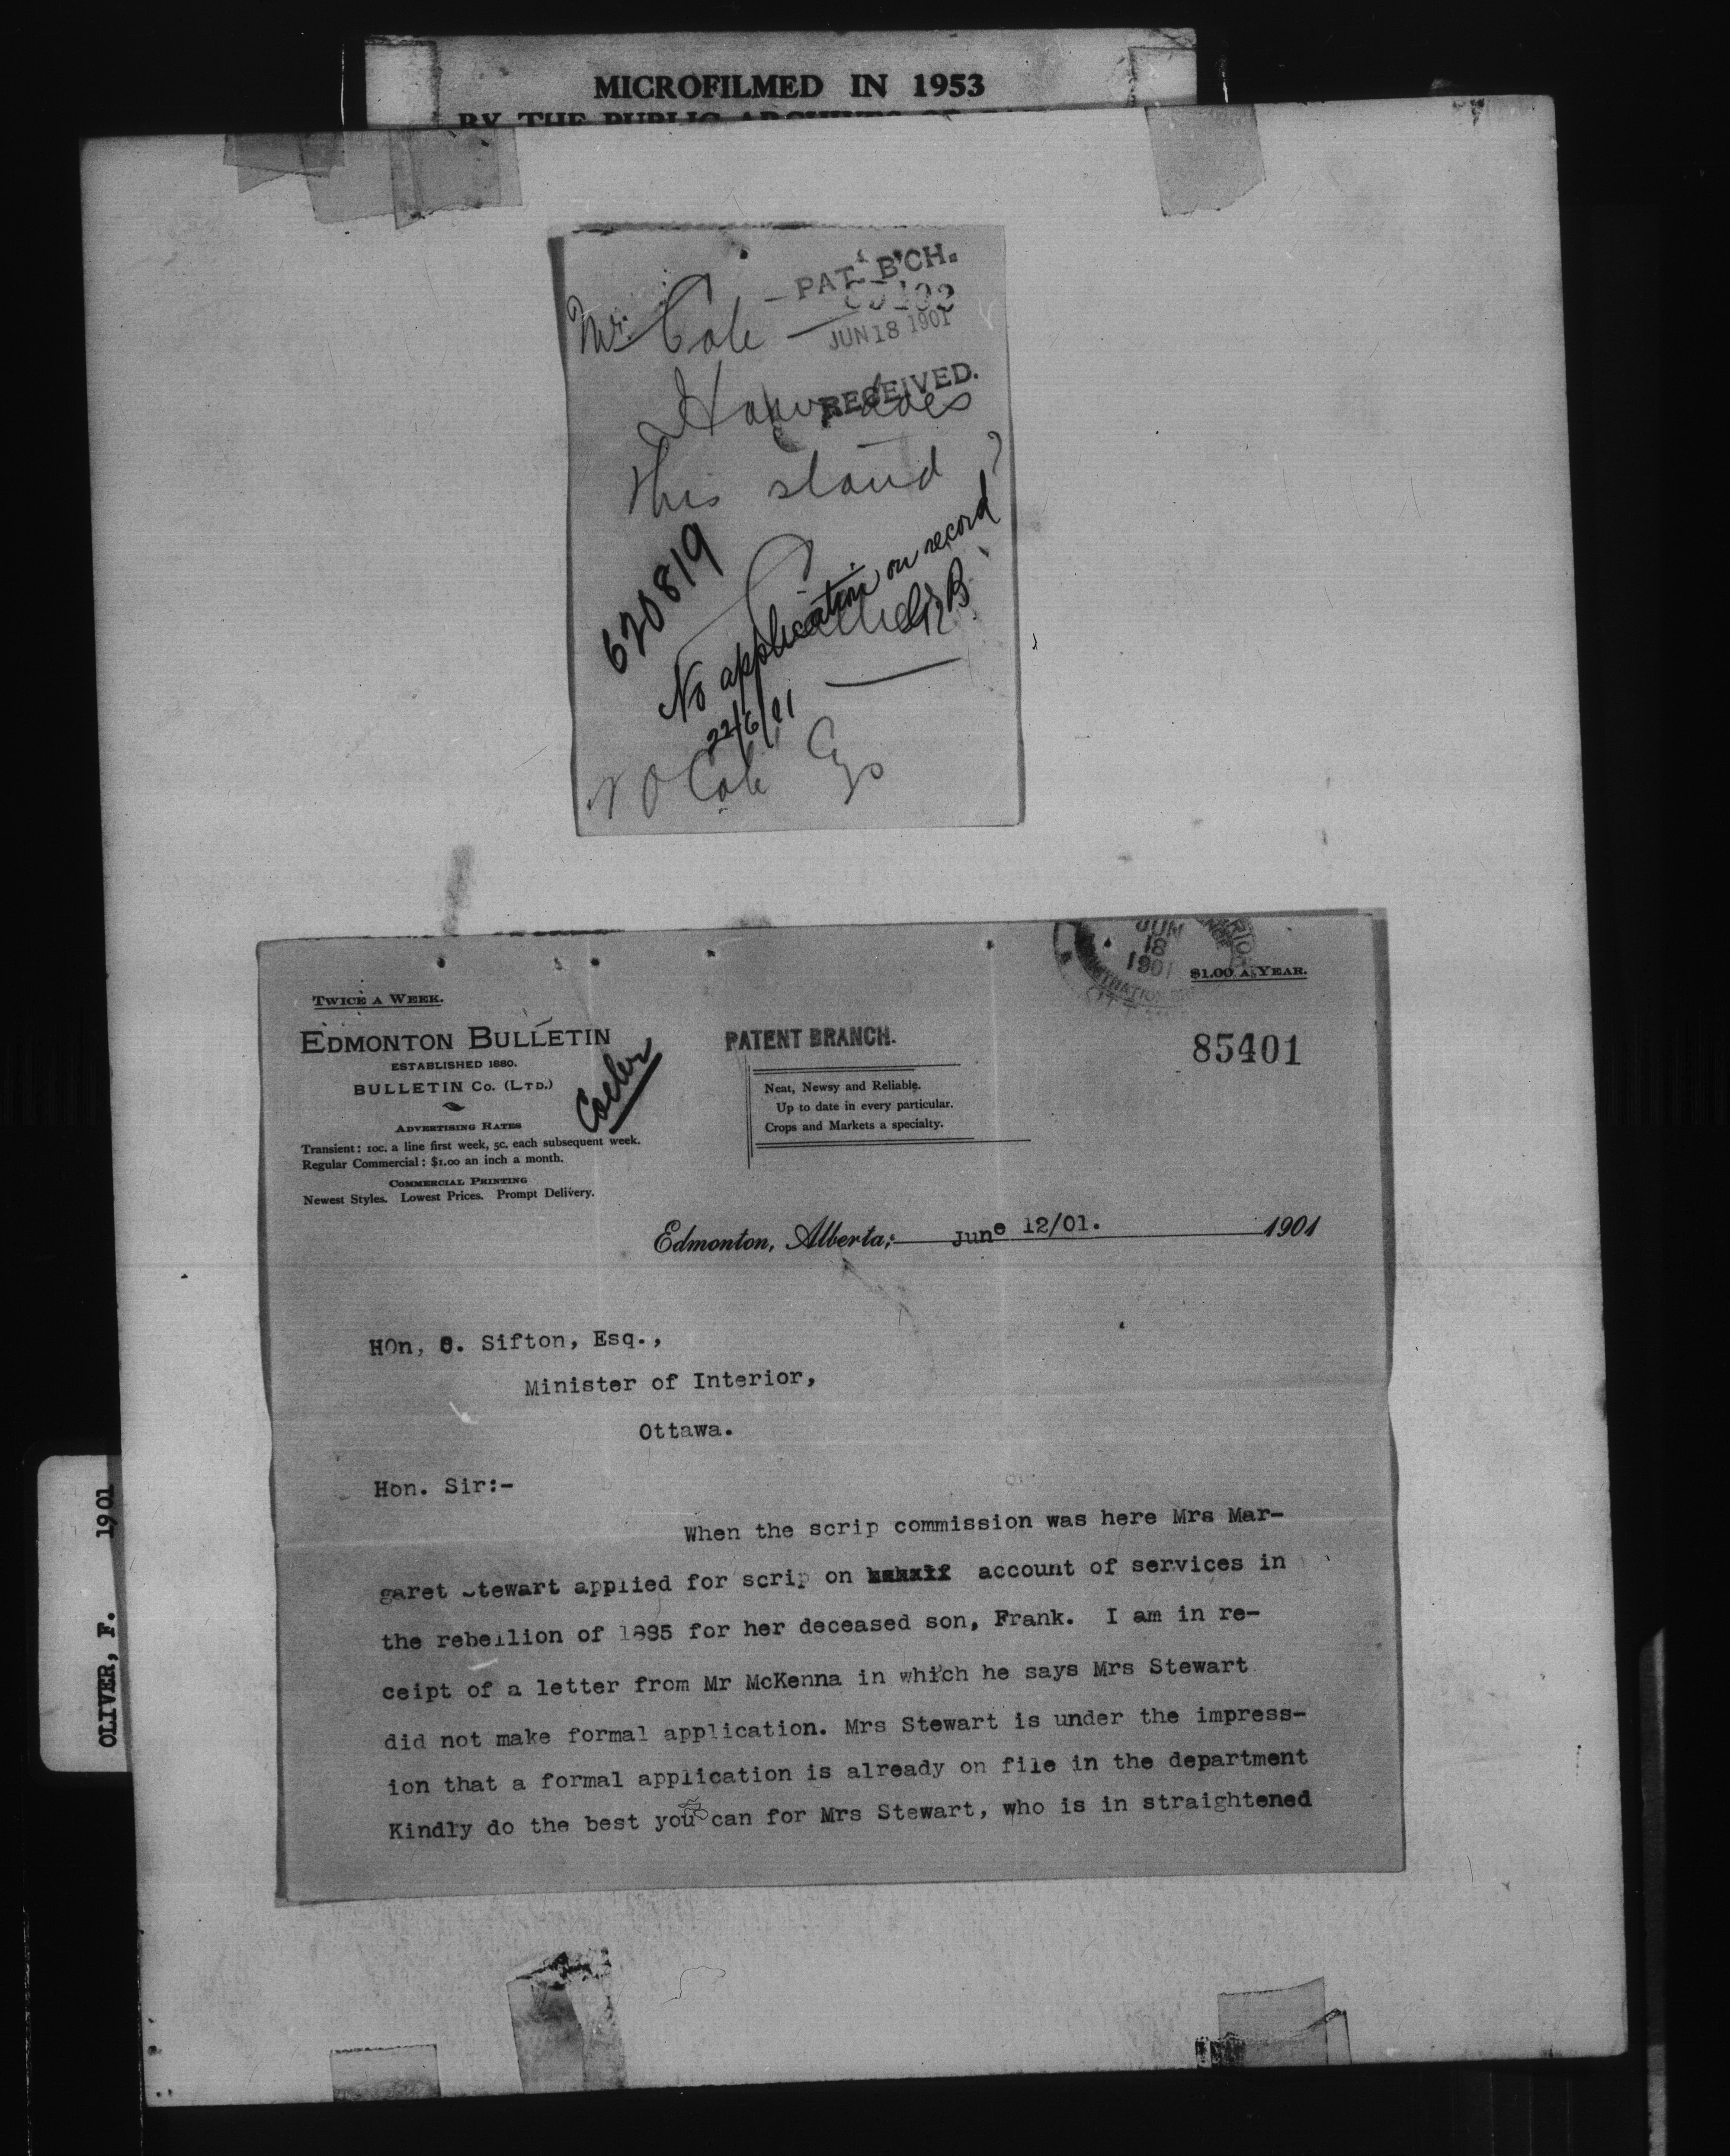 MICROFILMED IN 1953
BY THE PUBLIC ARCHIVES OF
PAT. B'CH.
JUN 18 1901
RECEIVED.
Mr. Cole —
How does
this stand ?
620819
No application on record
22/6/01
N O Cote
JUN
18
1901
TWICE A WEEK.
$1.00 A YEAR.
EDMONTON BULLETIN
ESTABLISHED 1880.
BULLETIN Co. (LTD.)
ADVERTISING RATES
Transient: 10c. a line first week, 5c. each subsequent week.
Regular Commercial: $1.00 an inch a month.
COMMERCIAL PRINTING
Newest Styles. Lowest Prices. Prompt Delivery.
PATENT BRANCH.
Neat, Newsy and Reliable.
Up to date in every particular.
Crops and Markets a specialty.
85401
Edmonton, Alberta, June 12/01. 1901
HOn, C. Sifton, Esq.,
Minister of Interior,
Ottawa.
Hon. Sir:-
When the scrip commission was here Mrs Mar-
garet Stewart applied for scrip on account of services in
the rebellion of 1885 for her deceased son, Frank. I am in re-
ceipt of a letter from Mr McKenna in which he says Mrs Stewart
did not make formal application. Mrs Stewart is under the impress-
ion that a formal application is already on file in the department
Kindly do the best you can for Mrs Stewart, who is in straightened
OLIVER, F. 1901